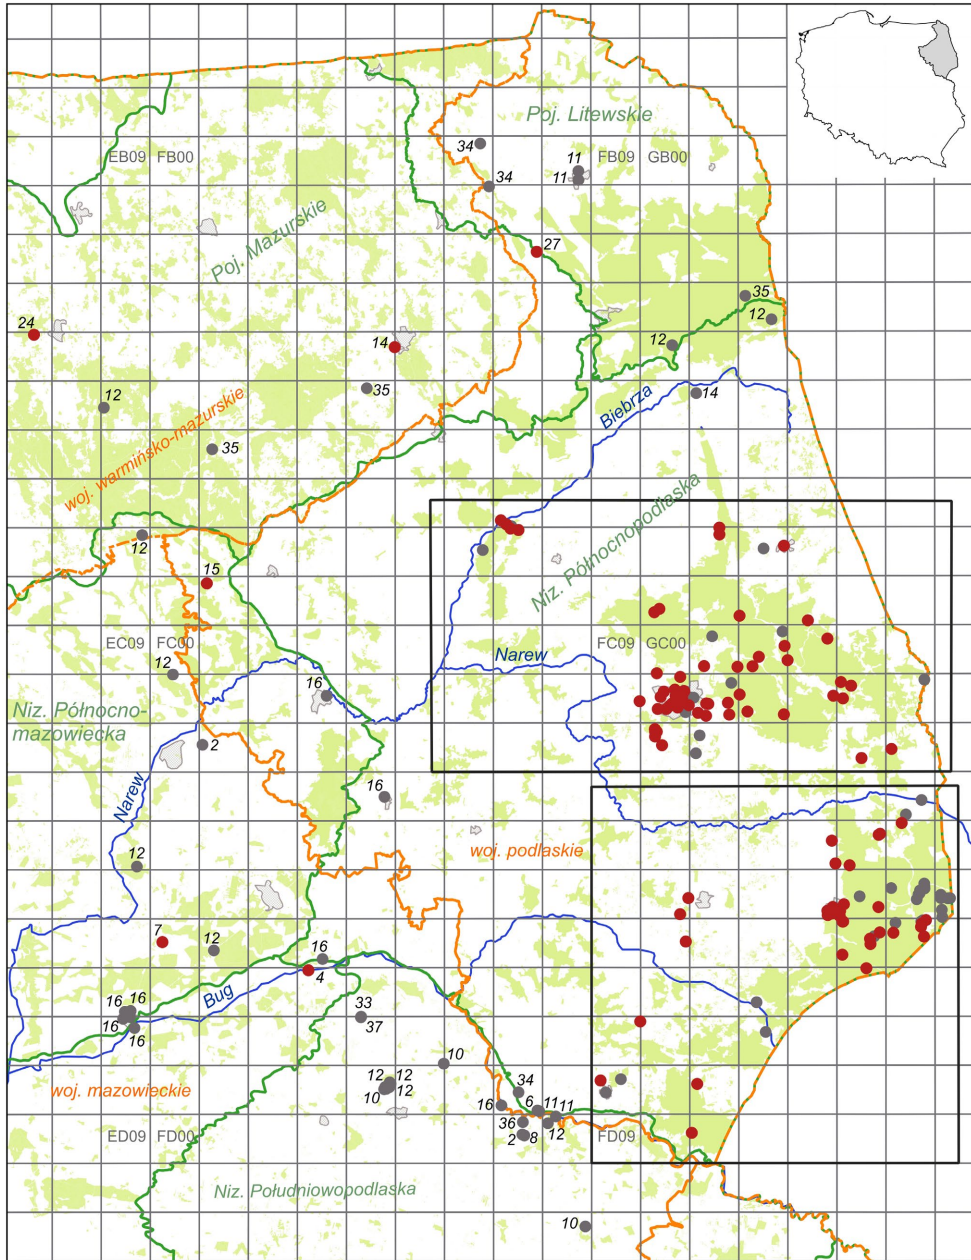 Poj. Litewskie
34
11
EB09 FB00
FB09 GB00
11
34
Poj. Mazurskie
27
35
12
24
14
12
12
35
14
Biebrza
woj. warmińsko-mazurskie
35
12
Niz. Północnopodlaska
15
EC09 FC00
FC09 GC00
Narew
12
16
Niz. Północno-
mazowiecka
2
Narew
16
12
woj. podlaskie
7
12
16
4
Bug
16
16
33
16
16
37
10
woj. mazowieckie
12
12
10
12
34
16
6
11
11
36
12
2
8
ED09 FD00
FD09
Niz. Południowopodlaska
10